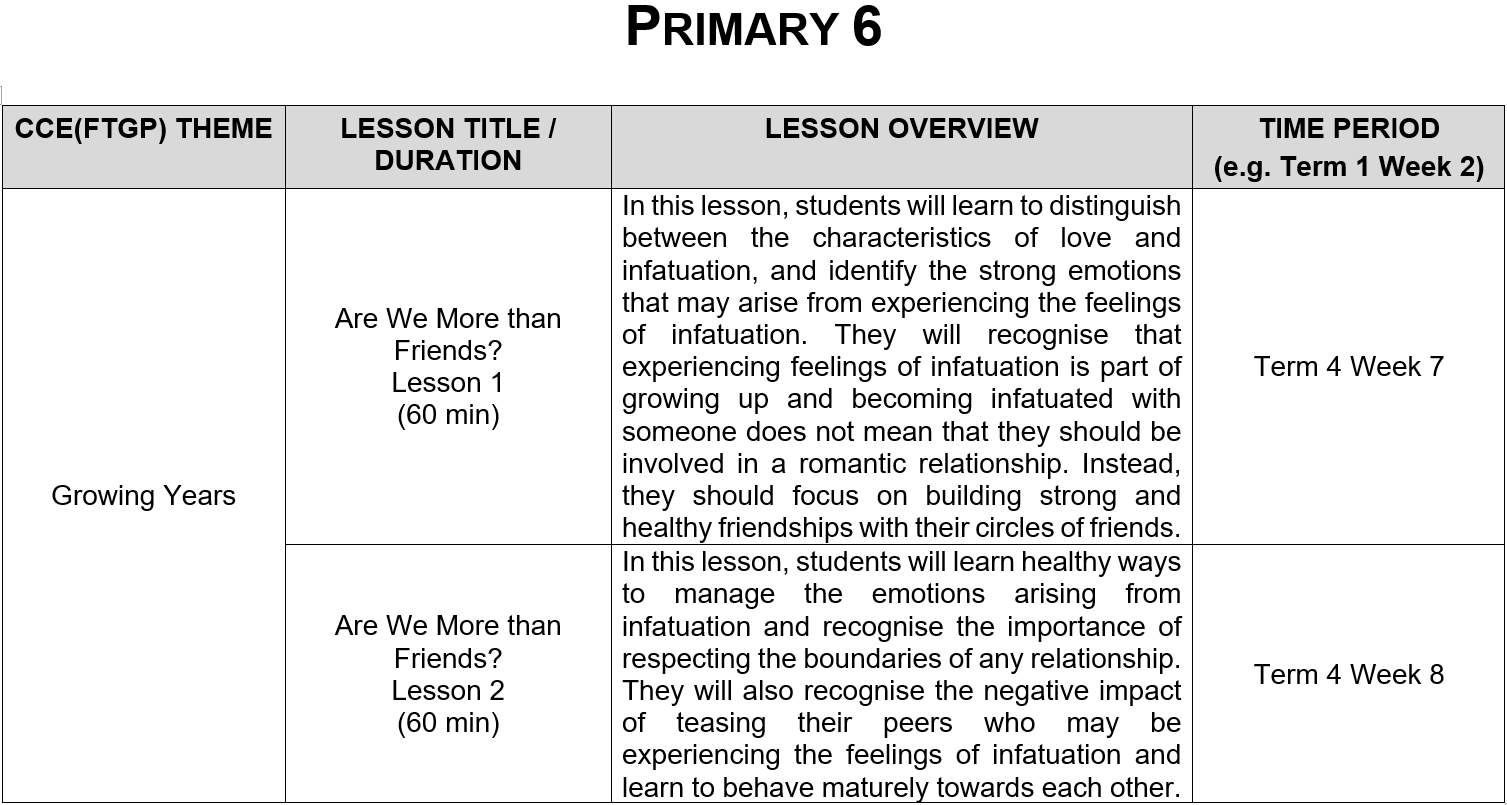 PRIMARY 6
CCE(FTGP) THEME
LESSON TITLE /
DURATION
LESSON OVERVIEW
TIME PERIOD
(e.g. Term 1 Week 2)
Growing Years
Are We More than
Friends?
Lesson 1
(60 min)
In this lesson, students will learn to distinguish
between the characteristics of love and
infatuation, and identify the strong emotions
that may arise from experiencing the feelings
of infatuation. They will recognise that
experiencing feelings of infatuation is part of
growing up and becoming infatuated with
someone does not mean that they should be
involved in a romantic relationship. Instead,
they should focus on building strong and
healthy friendships with their circles of friends.
Term 4 Week 7
Are We More than
Friends?
Lesson 2
(60 min)
In this lesson, students will learn healthy ways
to manage the emotions arising from
infatuation and recognise the importance of
respecting the boundaries of any relationship.
They will also recognise the negative impact
of teasing their peers who may be
experiencing the feelings of infatuation and
learn to behave maturely towards each other.
Term 4 Week 8